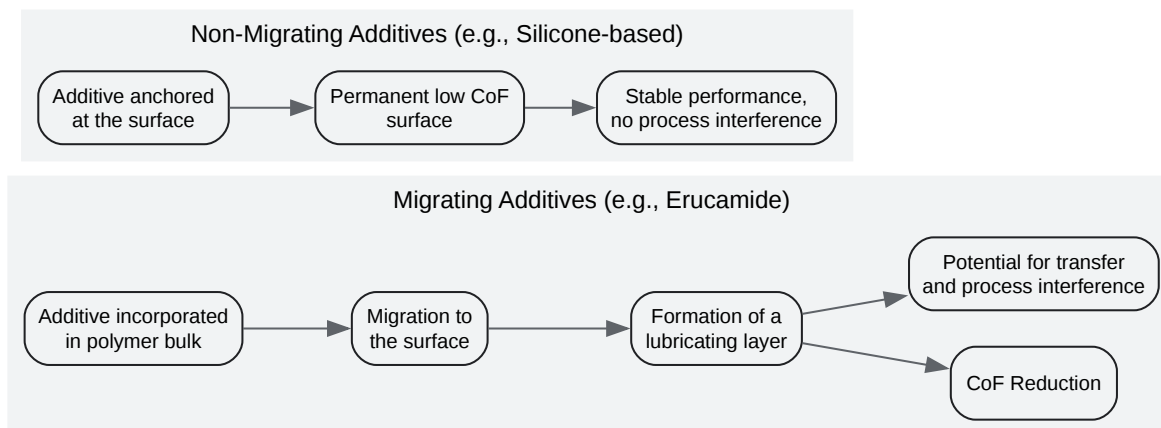 Non-Migrating Additives (e.g., Silicone-based)
Additive anchored
at the surface
Permanent low CoF
surface
Stable performance,
no process interference
Migrating Additives (e.g., Erucamide)
Additive incorporated
in polymer bulk
Migration to
the surface
Formation of a
lubricating layer
Potential for transfer
and process interference
CoF Reduction